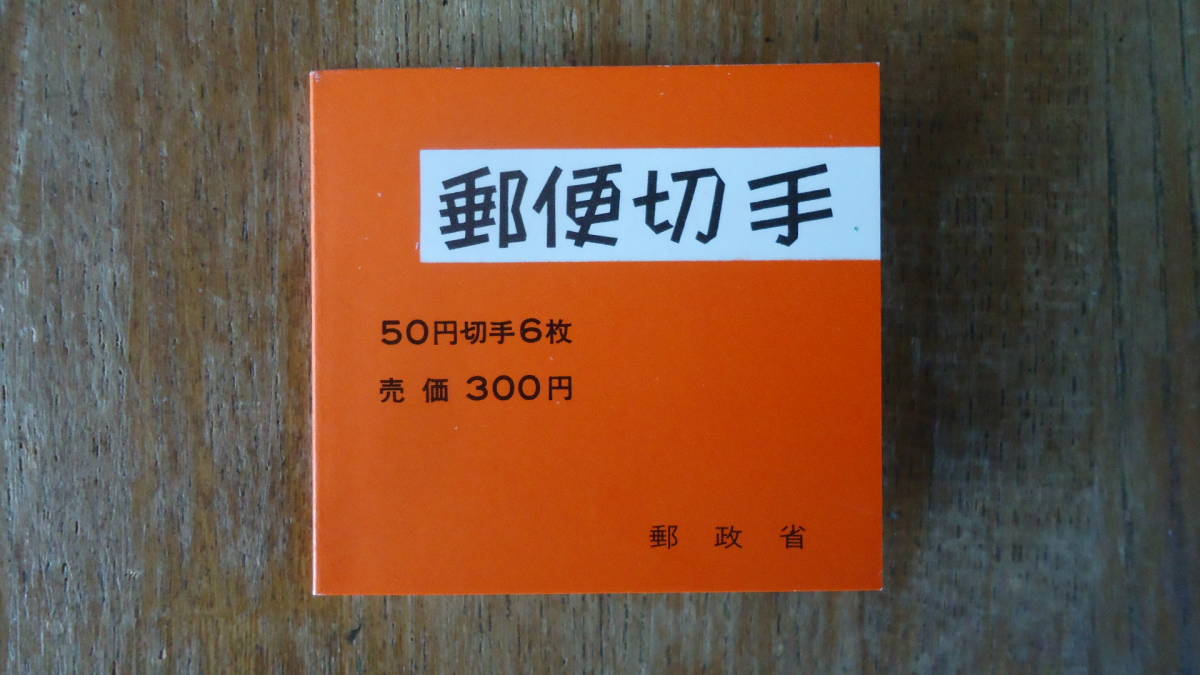 郵便切手
50円切手6枚
売価 300円
郵政省